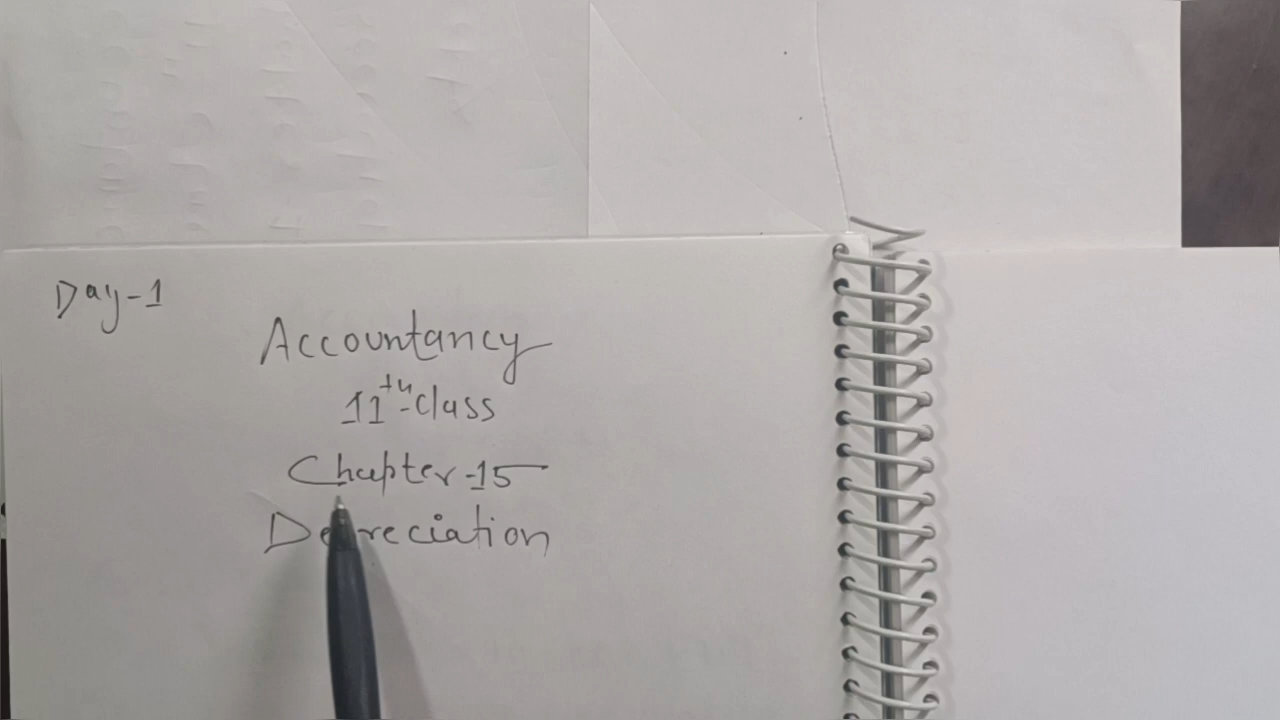 Day-1
Accountancy
11th-class
Chapter-15
Depreciation